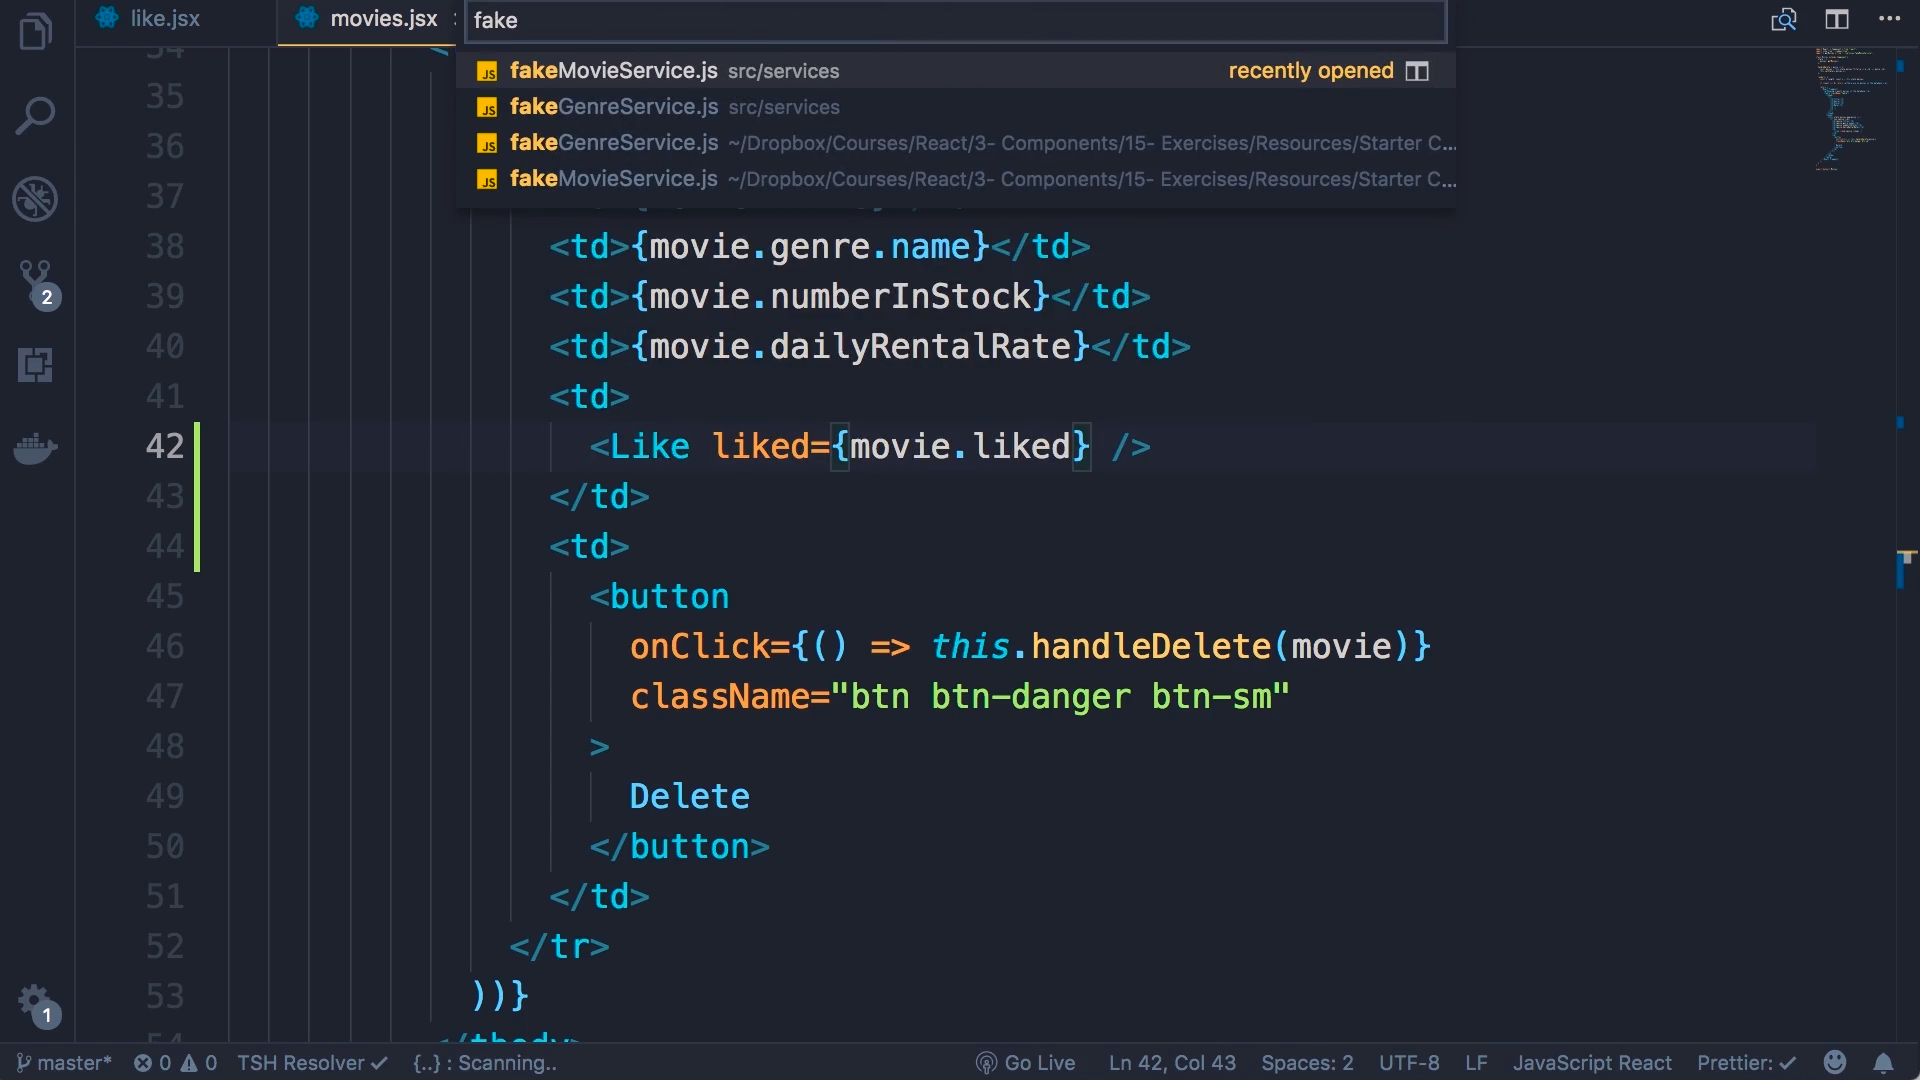 like.jsx
movies.jsx
fake
fakeMovieService.js src/services recently opened
fakeGenreService.js src/services
fakeGenreService.js ~/Dropbox/Courses/React/3- Components/15- Exercises/Resources/Starter C...
fakeMovieService.js ~/Dropbox/Courses/React/3- Components/15- Exercises/Resources/Starter C...
34
35
36
37
38 <td>{movie.genre.name}</td>
39 <td>{movie.numberInStock}</td>
40 <td>{movie.dailyRentalRate}</td>
41 <td>
42 <Like liked={movie.liked} />
43 </td>
44 <td>
45 <button
46 onClick={() => this.handleDelete(movie)}
47 className="btn btn-danger btn-sm"
48 >
49 Delete
50 </button>
51 </td>
52 </tr>
53 ))}
54 </tbody>
2
1
master* 0 0 TSH Resolver {..} : Scanning.. Go Live Ln 42, Col 43 Spaces: 2 UTF-8 LF JavaScript React Prettier: